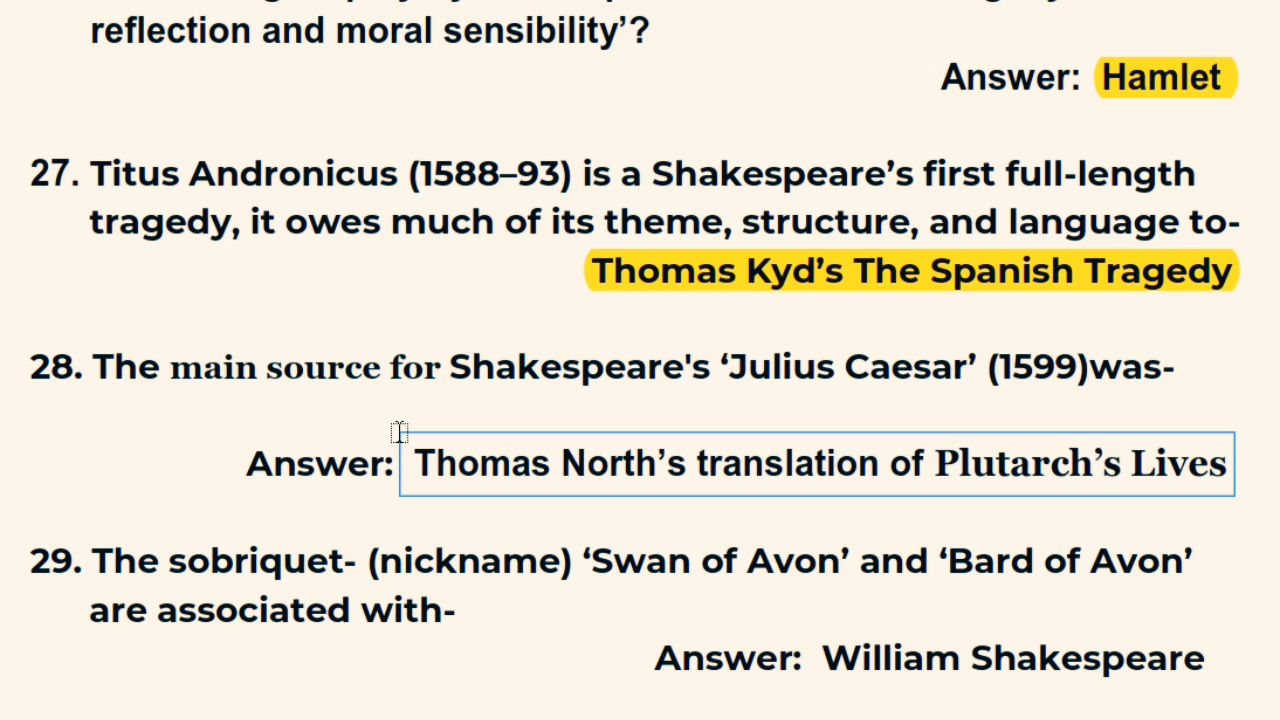 reflection and moral sensibility’?
Answer: Hamlet
27. Titus Andronicus (1588–93) is a Shakespeare’s first full-length
tragedy, it owes much of its theme, structure, and language to-
Thomas Kyd’s The Spanish Tragedy
28. The main source for Shakespeare's ‘Julius Caesar’ (1599)was-
Answer: Thomas North’s translation of Plutarch’s Lives
29. The sobriquet- (nickname) ‘Swan of Avon’ and ‘Bard of Avon’
are associated with-
Answer: William Shakespeare